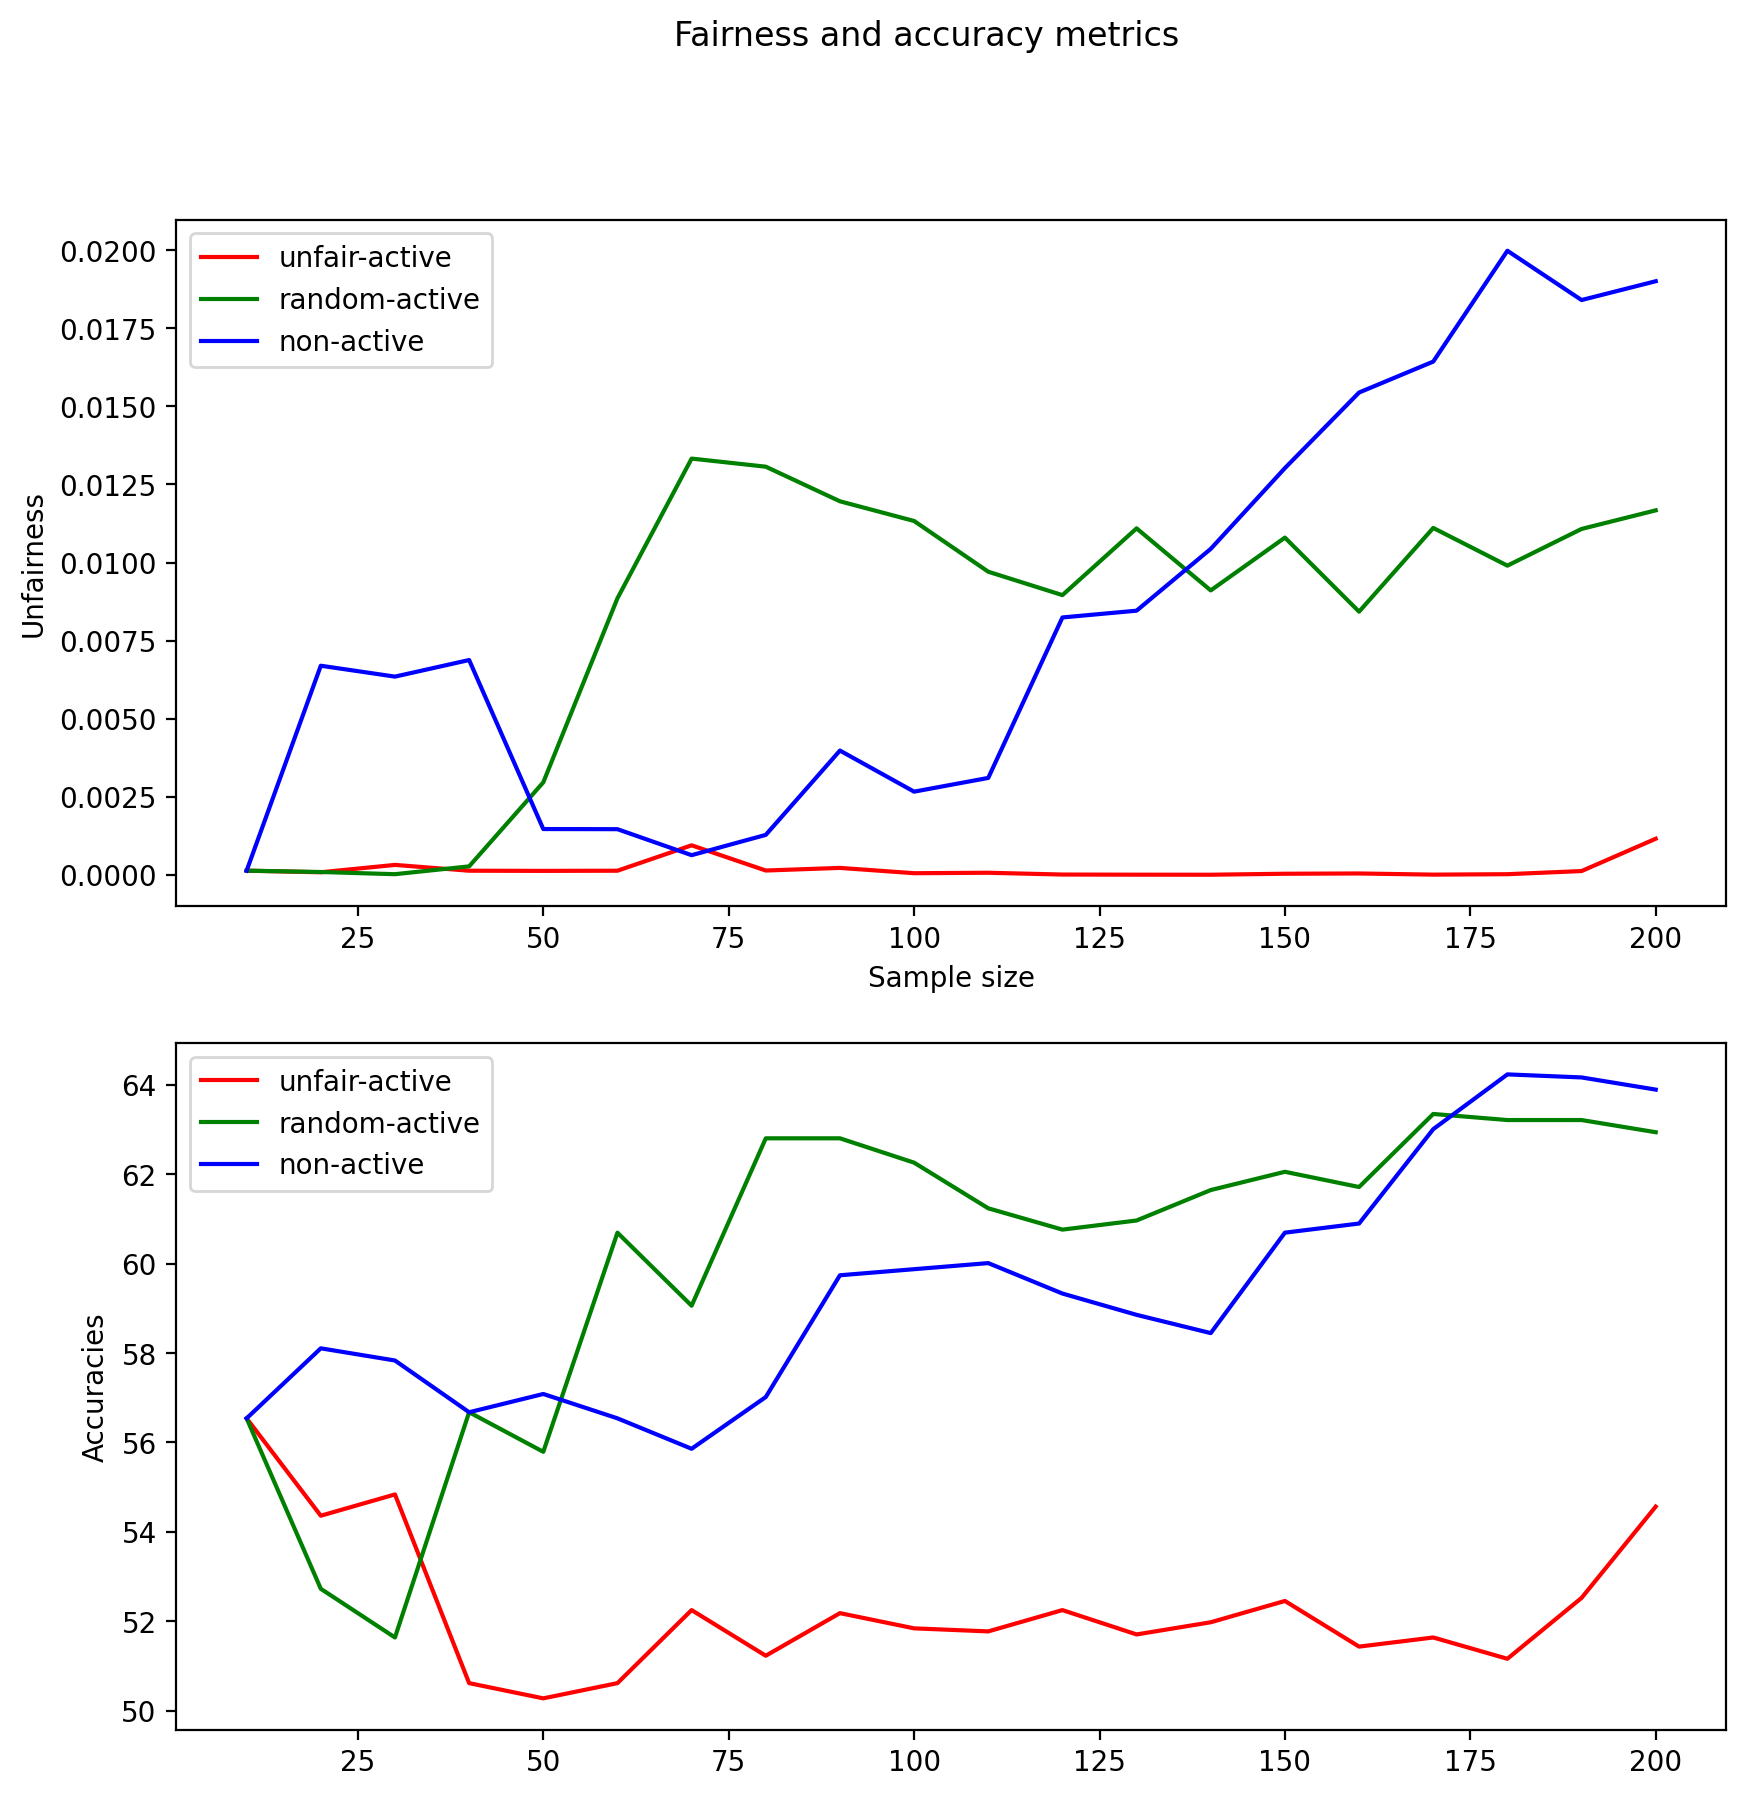 Fairness and accuracy metrics
0.0200
0.0175
0.0150
0.0125
0.0100
0.0075
0.0050
0.0025
0.0000
Unfairness
unfair-active
random-active
non-active
25 50 75 100 125 150 175 200
Sample size
64
62
60
58
56
54
52
50
Accuracies
unfair-active
random-active
non-active
25 50 75 100 125 150 175 200